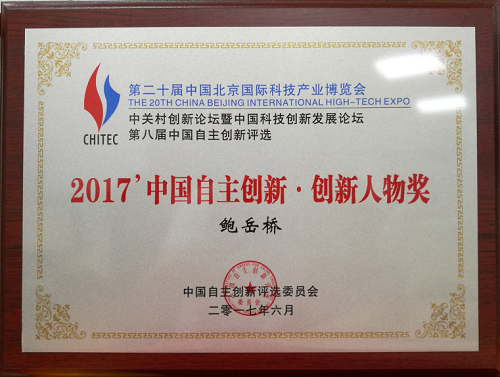 第二十届中国北京国际科技产业博览会
THE 20TH CHINA BEIJING INTERNATIONAL HIGH-TECH EXPO
中关村创新论坛暨中国科技创新发展论坛
第八届中国自主创新评选
CHITEC
2017’中国自主创新·创新人物奖
鲍岳桥
中国自主创新评选委员会
二零一七年六月